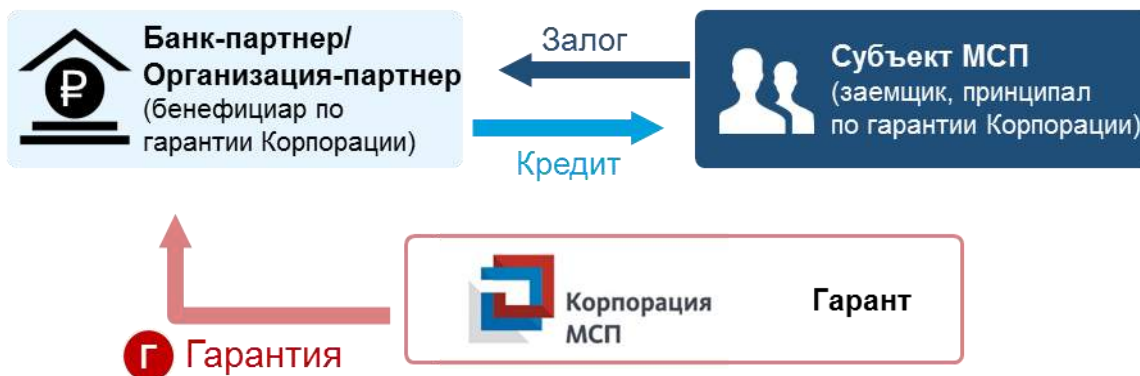 Банк-партнер/
Организация-партнер
(бенефициар по
гарантии Корпорации)
Залог
Кредит
Субъект МСП
(заемщик, принципал
по гарантии Корпорации)
Корпорация
МСП
Гарант
Г Гарантия